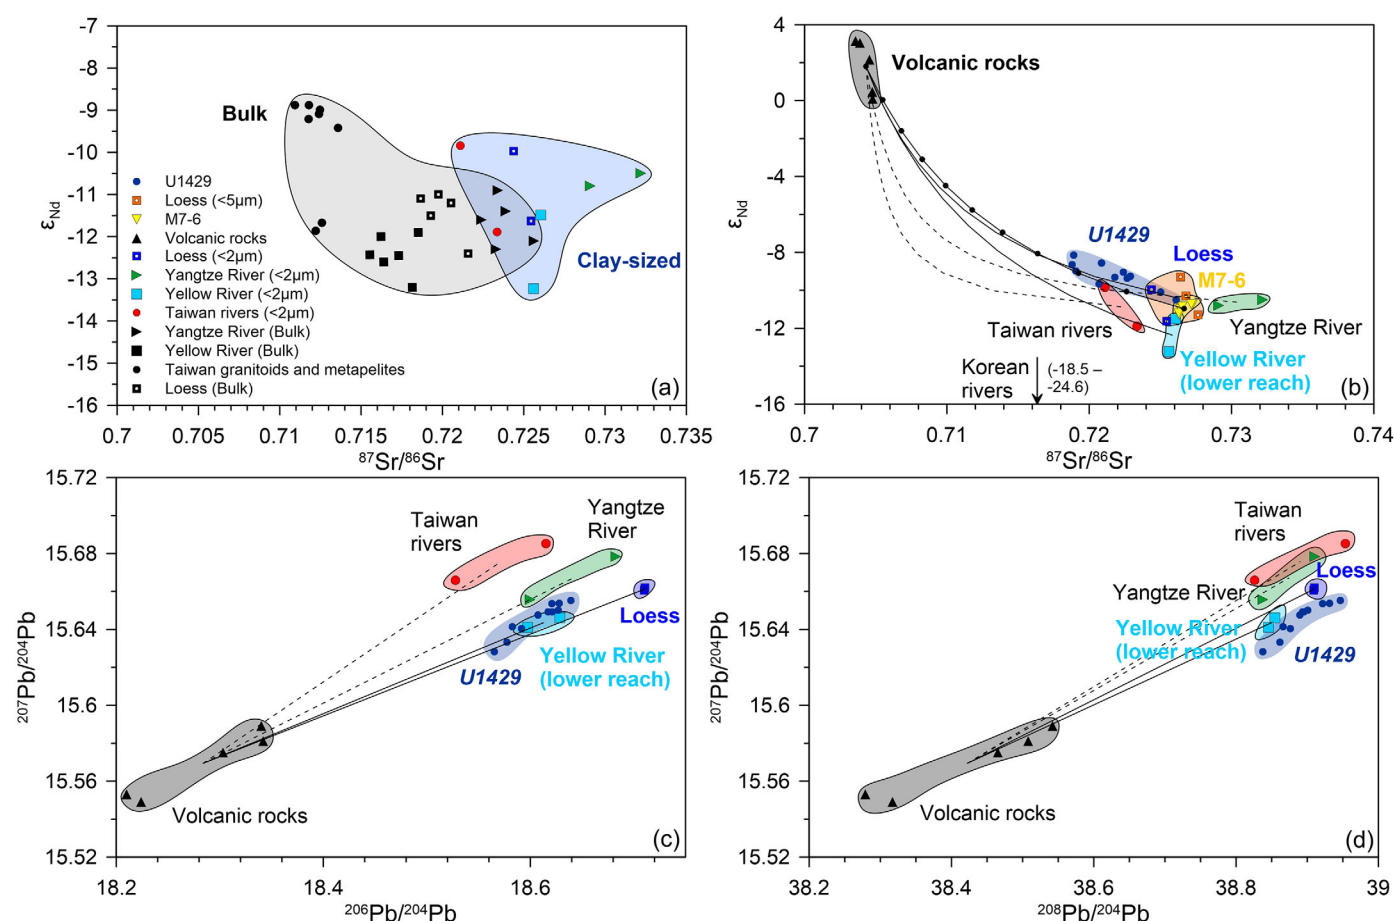 -7
-8
-9
-10
-11
-12
-13
-14
-15
-16
εNd
0.7
0.705
0.71
0.715
0.72
0.725
0.73
0.735
87Sr/86Sr
Bulk
Clay-sized
(a)
U1429
Loess (<5μm)
M7-6
Volcanic rocks
Loess (<2μm)
Yangtze River (<2μm)
Yellow River (<2μm)
Taiwan rivers (<2μm)
Yangtze River (Bulk)
Yellow River (Bulk)
Taiwan granitoids and metapelites
Loess (Bulk)
4
0
-4
-8
-12
-16
εNd
0.7
0.71
0.72
0.73
0.74
87Sr/86Sr
Volcanic rocks
U1429
Loess
M7-6
Taiwan rivers
Yangtze River
Korean
rivers
(-18.5 –
-24.6)
Yellow River
(lower reach)
(b)
15.72
15.68
15.64
15.6
15.56
15.52
207Pb/204Pb
18.2
18.4
18.6
206Pb/204Pb
Taiwan
rivers
Yangtze
River
Loess
Yellow River
(lower reach)
U1429
Volcanic rocks
(c)
15.72
15.68
15.64
15.6
15.56
15.52
207Pb/204Pb
38.2
38.4
38.6
38.8
39
208Pb/204Pb
Taiwan
rivers
Loess
Yangtze River
Yellow River
(lower reach)
U1429
Volcanic rocks
(d)